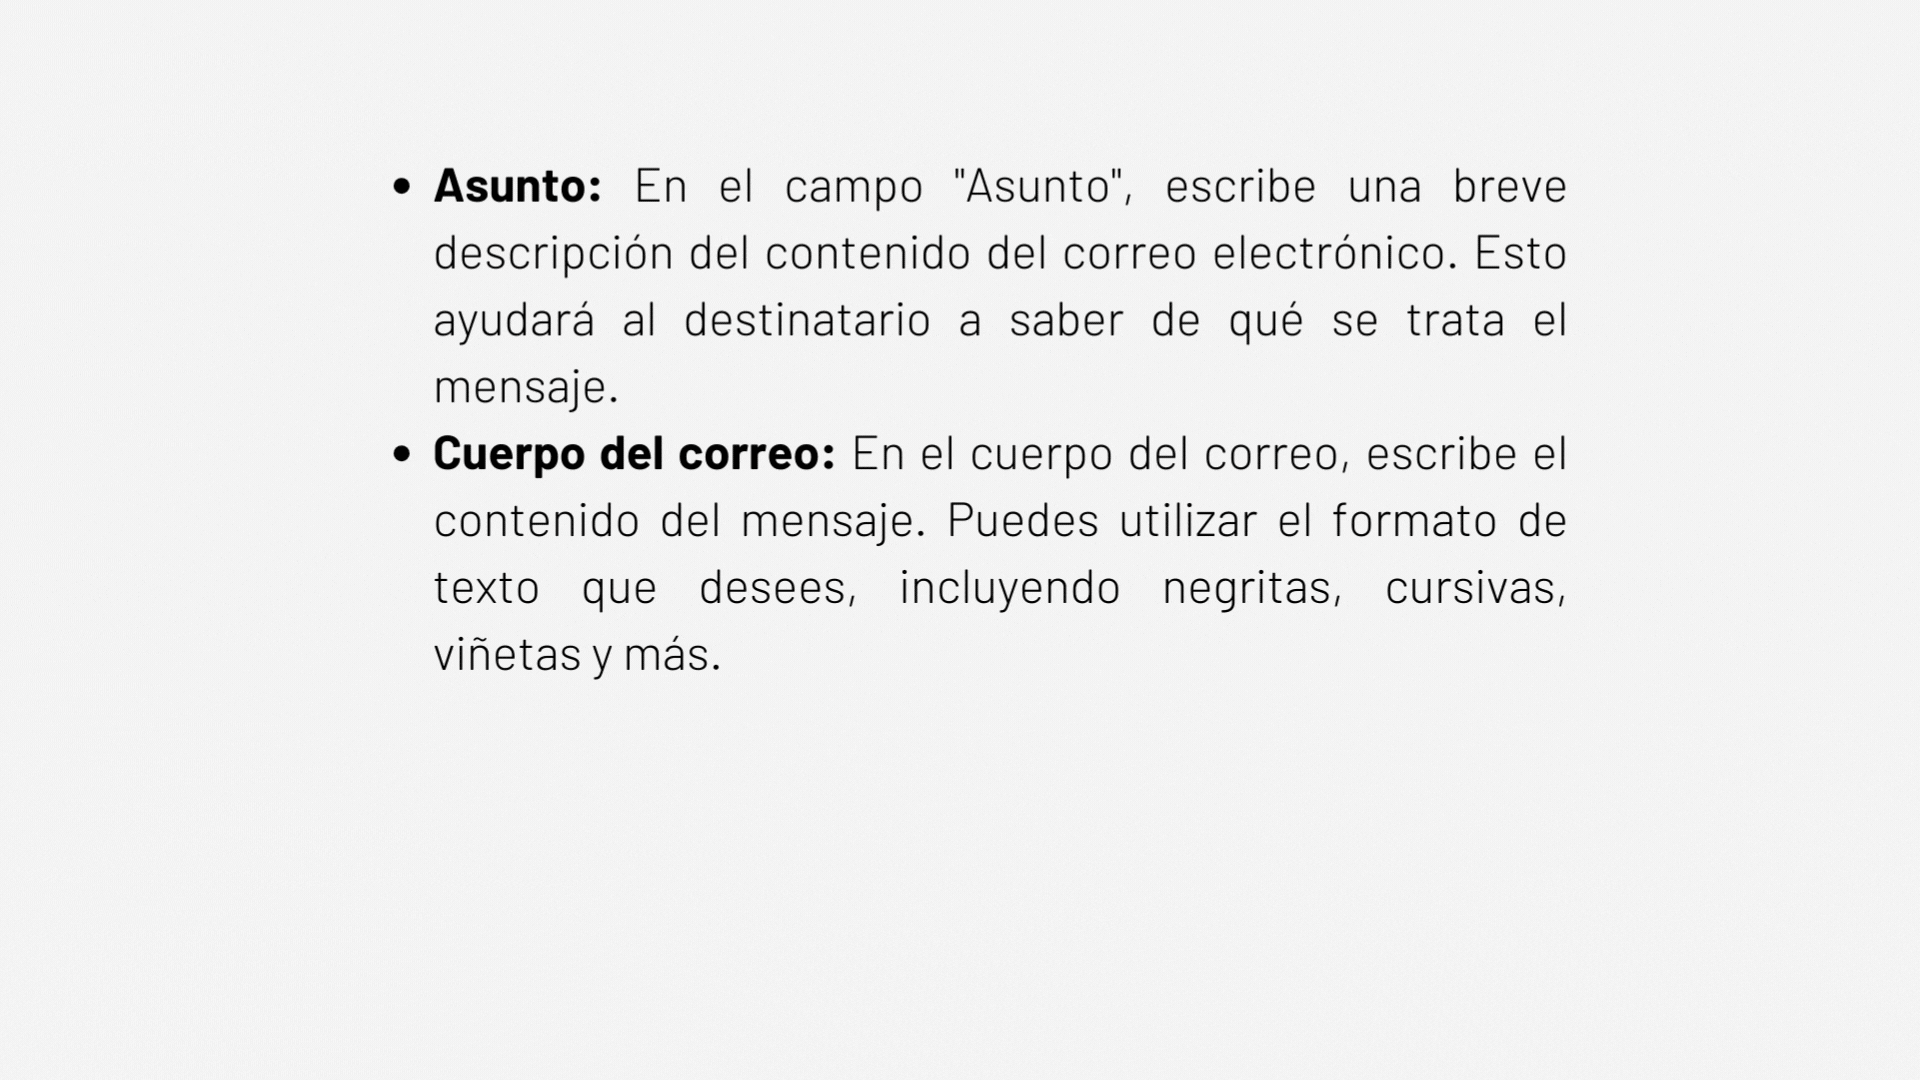 • Asunto: En el campo "Asunto", escribe una breve
descripción del contenido del correo electrónico. Esto
ayudará al destinatario a saber de qué se trata el
mensaje.
• Cuerpo del correo: En el cuerpo del correo, escribe el
contenido del mensaje. Puedes utilizar el formato de
texto que desees, incluyendo negritas, cursivas,
viñetas y más.